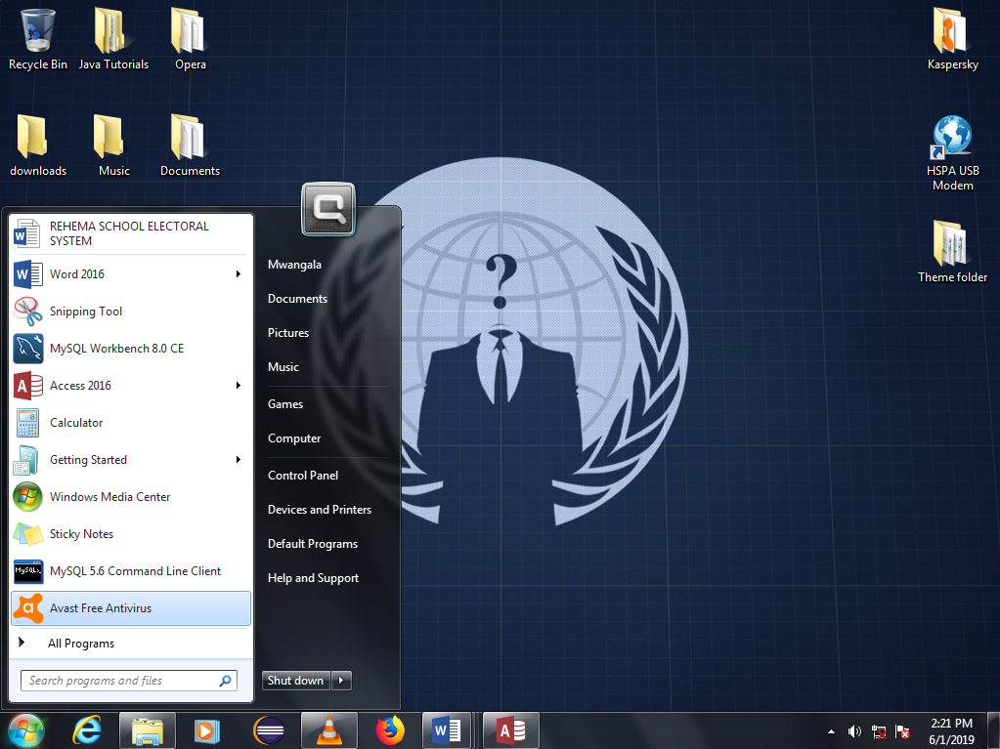 Recycle Bin
Java Tutorials
Opera
Kaspersky
downloads
Music
Documents
HSPA USB
Modem
Theme folder
REHEMA SCHOOL ELECTORAL
SYSTEM
Word 2016
Snipping Tool
MySQL Workbench 8.0 CE
Access 2016
Calculator
Getting Started
Windows Media Center
Sticky Notes
MySQL 5.6 Command Line Client
Avast Free Antivirus
All Programs
Search programs and files
Mwangala
Documents
Pictures
Music
Games
Computer
Control Panel
Devices and Printers
Default Programs
Help and Support
Shut down
2:21 PM
6/1/2019